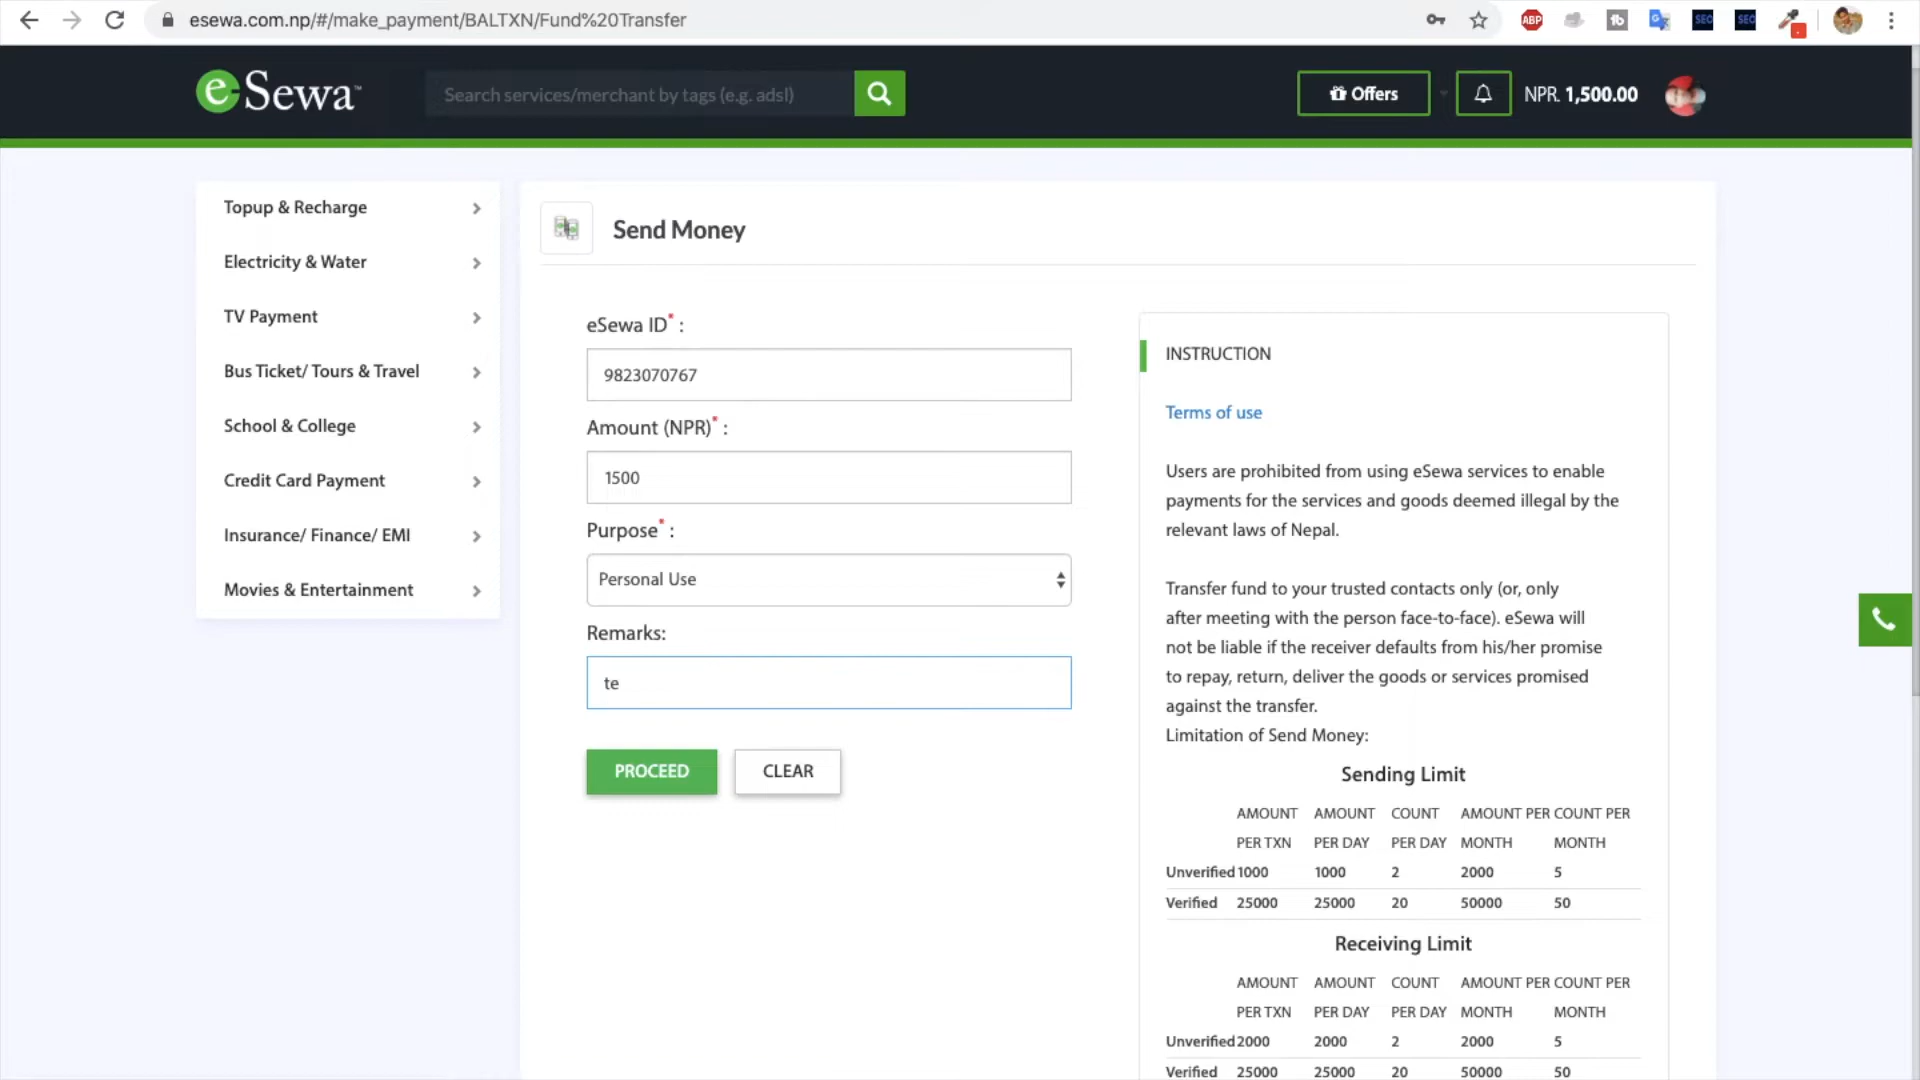 esewa.com.np/#/make_payment/BALTXN/Fund%20Transfer
ABP
fb
SEO
SEO
eSewa™
Search services/merchant by tags (e.g. adsl)
Offers
NPR. 1,500.00
Topup & Recharge
Electricity & Water
TV Payment
Bus Ticket/ Tours & Travel
School & College
Credit Card Payment
Insurance/ Finance/ EMI
Movies & Entertainment
Send Money
eSewa ID* :
9823070767
Amount (NPR)* :
1500
Purpose* :
Personal Use
Remarks:
te
PROCEED
CLEAR
INSTRUCTION
Terms of use
Users are prohibited from using eSewa services to enable
payments for the services and goods deemed illegal by the
relevant laws of Nepal.
Transfer fund to your trusted contacts only (or, only
after meeting with the person face-to-face). eSewa will
not be liable if the receiver defaults from his/her promise
to repay, return, deliver the goods or services promised
against the transfer.
Limitation of Send Money:
Sending Limit
AMOUNT AMOUNT COUNT AMOUNT PER COUNT PER
PER TXN PER DAY PER DAY MONTH MONTH
Unverified 1000 1000 2 2000 5
Verified 25000 25000 20 50000 50
Receiving Limit
AMOUNT AMOUNT COUNT AMOUNT PER COUNT PER
PER TXN PER DAY PER DAY MONTH MONTH
Unverified 2000 2000 2 2000 5
Verified 25000 25000 20 50000 50